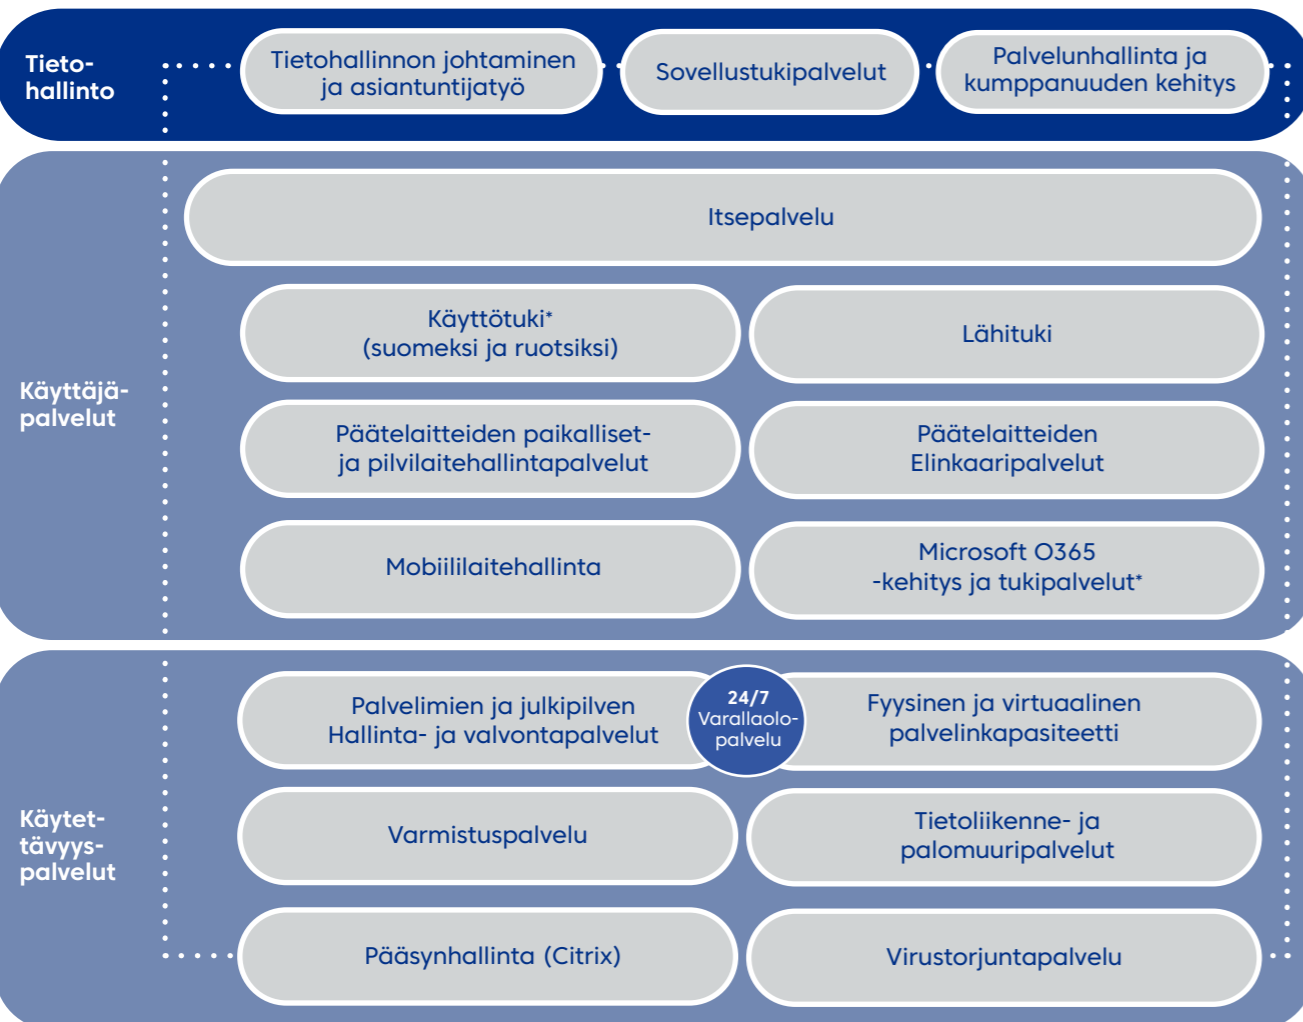 Tieto-
hallinto
Tietohallinnon johtaminen
ja asiantuntijatyö
Sovellustukipalvelut
Palvelunhallinta ja
kumppanuuden kehitys
Käyttäjä-
palvelut
Itsepalvelu
Käyttötuki*
(suomeksi ja ruotsiksi)
Lähituki
Päätelaitteiden paikalliset-
ja pilvilaitehallintapalvelut
Päätelaitteiden
Elinkaaripalvelut
Mobiililaitehallinta
Microsoft O365
-kehitys ja tukipalvelut*
Käytet-
tävyys-
palvelut
Palvelimien ja julkipilven
Hallinta- ja valvontapalvelut
24/7
Varallaolo-
palvelu
Fyysinen ja virtuaalinen
palvelinkapasiteetti
Varmistuspalvelu
Tietoliikenne- ja
palomuuripalvelut
Pääsynhallinta (Citrix)
Virustorjuntapalvelu